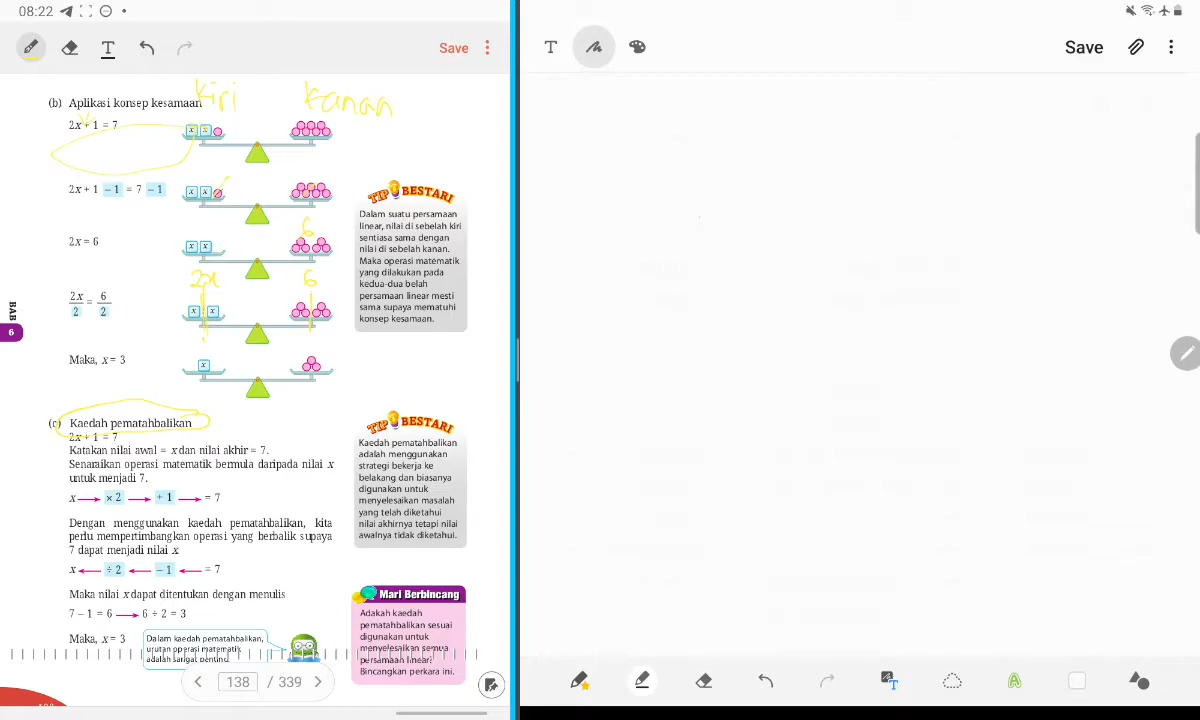 08:22
Save
Save
kiri kanan
(b) Aplikasi konsep kesamaan
2x + 1 = 7
x x
2x + 1 – 1 = 7 – 1
x x
6
2x = 6
x x
2x 6
2x/2 = 6/2
x x
Maka, x = 3
x
TIP BESTARI
Dalam suatu persamaan
linear, nilai di sebelah kiri
sentiasa sama dengan
nilai di sebelah kanan.
Maka operasi matematik
yang dilakukan pada
kedua-dua belah
persamaan linear mesti
sama supaya mematuhi
konsep kesamaan.
BAB
6
(c) Kaedah pematahbalikan
2x + 1 = 7
Katakan nilai awal = x dan nilai akhir = 7.
Senaraikan operasi matematik bermula daripada nilai x
untuk menjadi 7.
x → × 2 → + 1 → = 7
Dengan menggunakan kaedah pematahbalikan, kita
perlu mempertimbangkan operasi yang berbalik supaya
7 dapat menjadi nilai x
x ← ÷ 2 ← – 1 ← = 7
Maka nilai x dapat ditentukan dengan menulis
7 – 1 = 6 → 6 ÷ 2 = 3
Maka, x = 3
Dalam kaedah pematahbalikan,
urutan operasi matematik
adalah sangat penting.
TIP BESTARI
Kaedah pematahbalikan
adalah menggunakan
strategi bekerja ke
belakang dan biasanya
digunakan untuk
menyelesaikan masalah
yang telah diketahui
nilai akhirnya tetapi nilai
awalnya tidak diketahui.
Mari Berbincang
Adakah kaedah
pematahbalikan sesuai
digunakan untuk
menyelesaikan semua
persamaan linear?
Bincangkan perkara ini.
138 / 339